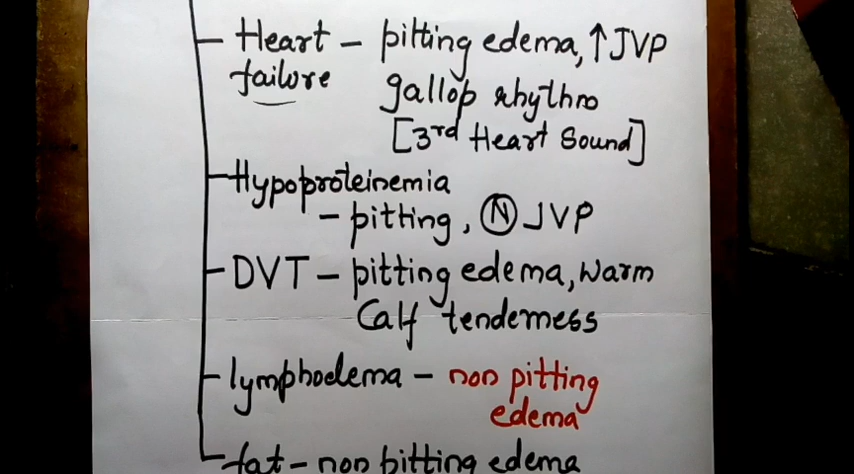 Heart – pitting edema, ↑JVP
failure gallop rhythm
[3rd Heart Sound]
Hypoproteinemia
– pitting, Ⓝ JVP
DVT – pitting edema, Warm
Calf tenderness
lymphoedema – non pitting
edema
fat – non pitting edema